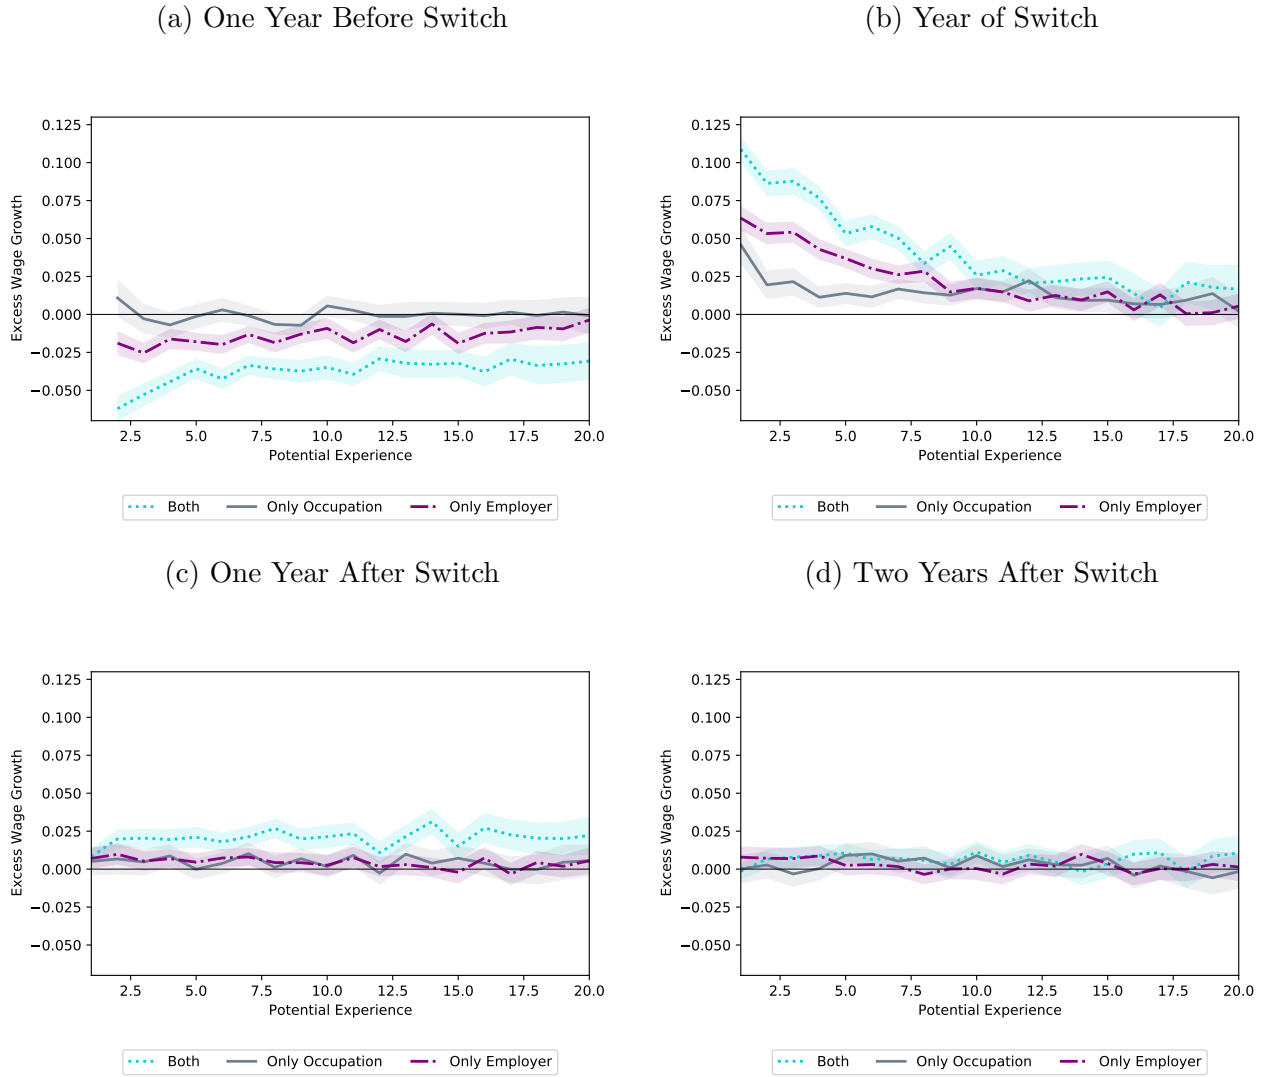 (a) One Year Before Switch
(b) Year of Switch
0.125
0.100
0.075
0.050
0.025
0.000
−0.025
−0.050
Excess Wage Growth
2.5 5.0 7.5 10.0 12.5 15.0 17.5 20.0
Potential Experience
Both Only Occupation Only Employer
0.125
0.100
0.075
0.050
0.025
0.000
−0.025
−0.050
Excess Wage Growth
2.5 5.0 7.5 10.0 12.5 15.0 17.5 20.0
Potential Experience
Both Only Occupation Only Employer
(c) One Year After Switch
(d) Two Years After Switch
0.125
0.100
0.075
0.050
0.025
0.000
−0.025
−0.050
Excess Wage Growth
2.5 5.0 7.5 10.0 12.5 15.0 17.5 20.0
Potential Experience
Both Only Occupation Only Employer
0.125
0.100
0.075
0.050
0.025
0.000
−0.025
−0.050
Excess Wage Growth
2.5 5.0 7.5 10.0 12.5 15.0 17.5 20.0
Potential Experience
Both Only Occupation Only Employer